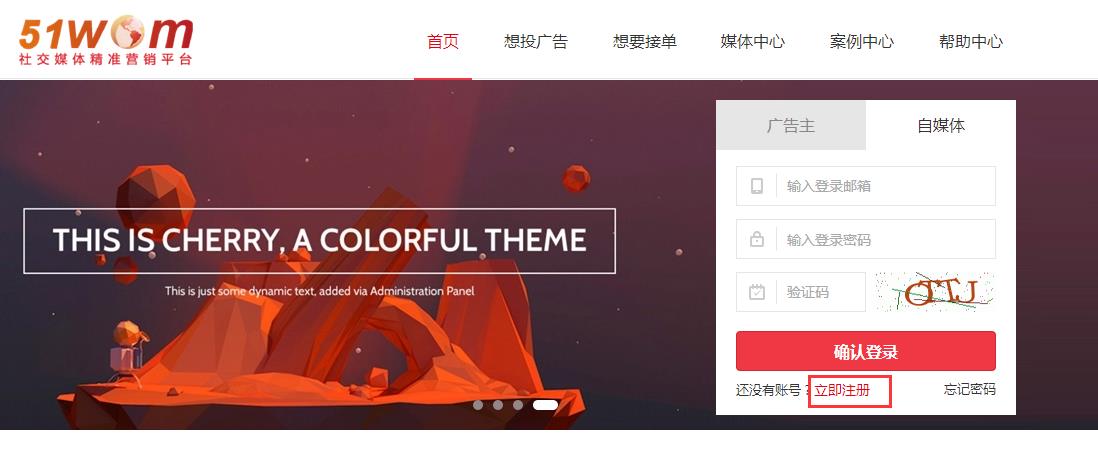 51wom
社交媒体精准营销平台
首页 想投广告 想要接单 媒体中心 案例中心 帮助中心
广告主 自媒体
输入登录邮箱
THIS IS CHERRY, A COLORFUL THEME
输入登录密码
This is just some dynamic text, added via Administration Panel
验证码
确认登录
还没有账号？立即注册 忘记密码